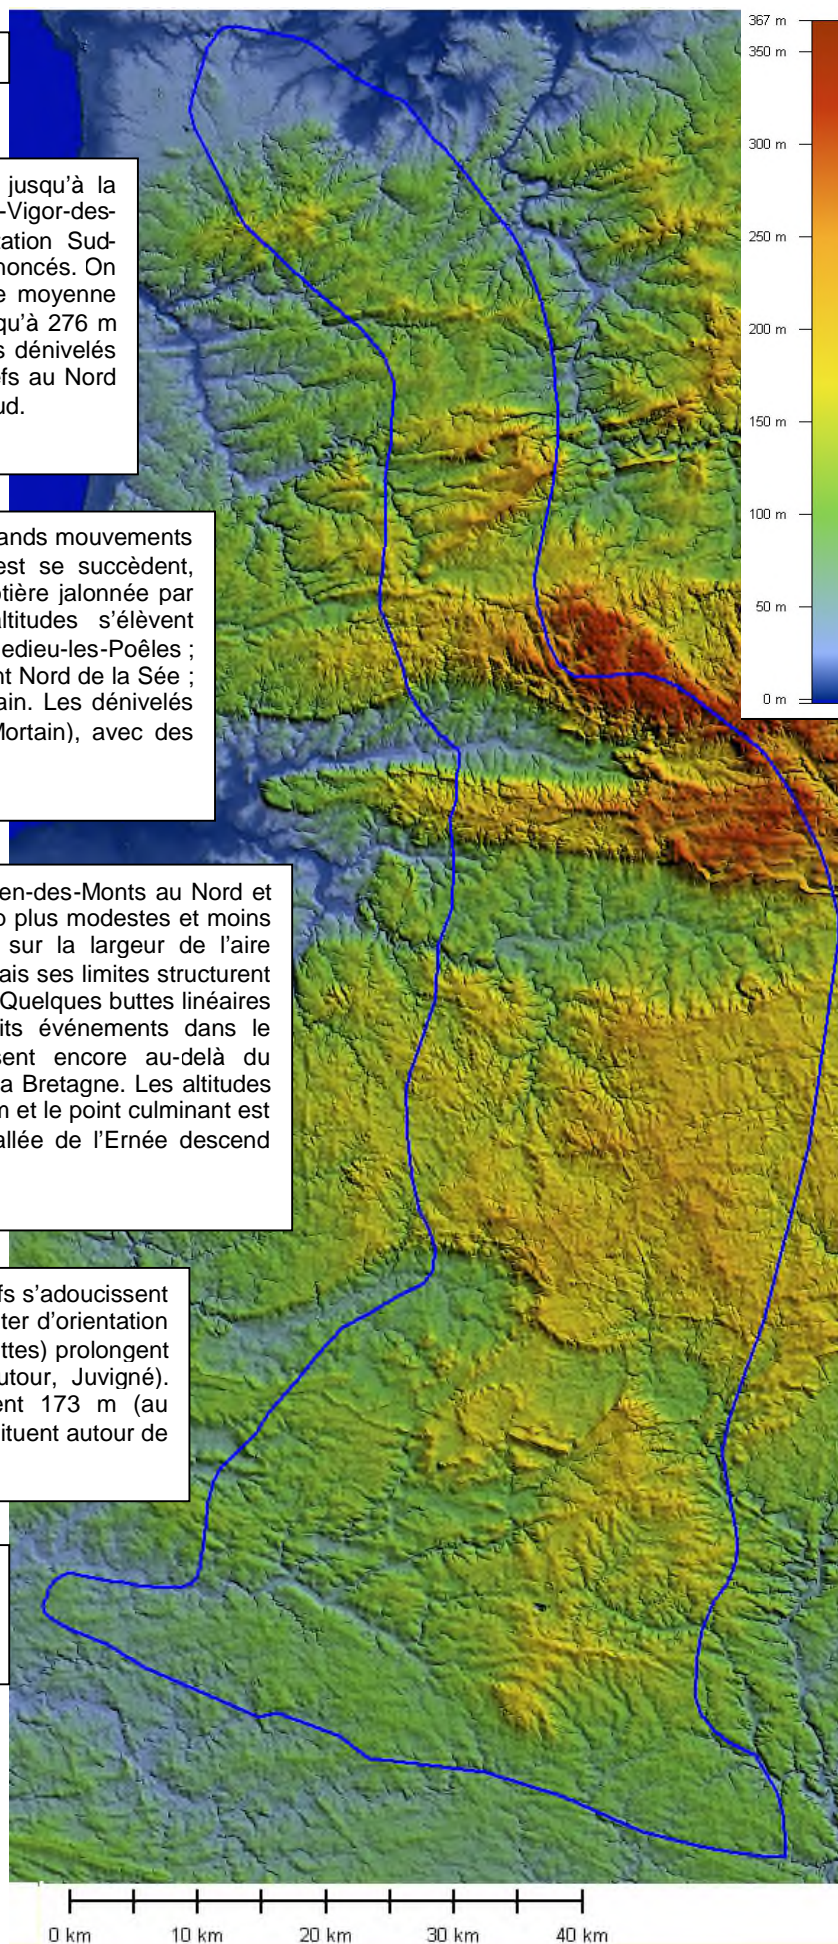 367 m
350 m
300 m
250 m
200 m
150 m
100 m
50 m
0 m
jusqu’à la
-Vigor-des-
tation Sud-
noncés. On
e moyenne
qu’à 276 m
s dénivelés
efs au Nord
ud.
ands mouvements
est se succèdent,
otière jalonnée par
altitudes s’élèvent
edieu-les-Poêles ;
nt Nord de la Sée ;
ain. Les dénivelés
Mortain), avec des
en-des-Monts au Nord et
p plus modestes et moins
sur la largeur de l’aire
ais ses limites structurent
Quelques buttes linéaires
its événements dans le
sent encore au-delà du
a Bretagne. Les altitudes
m et le point culminant est
allée de l’Ernée descend
fs s’adoucissent
ter d’orientation
ttes) prolongent
utour, Juvigné).
ent 173 m (au
ituent autour de
0 km 10 km 20 km 30 km 40 km